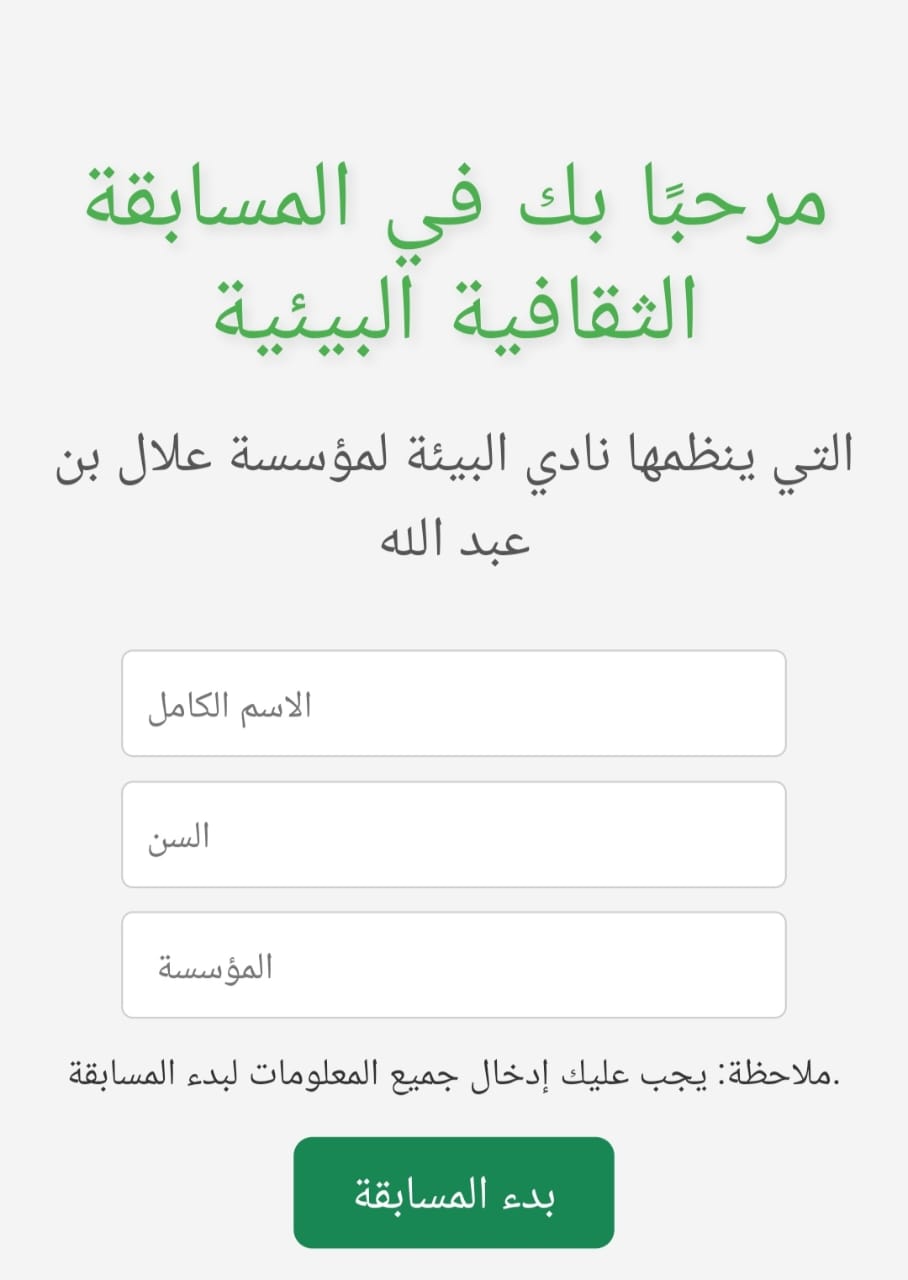 مرحبًا بك في المسابقة
الثقافية البيئية
التي ينظمها نادي البيئة لمؤسسة علال بن
عبد الله
الاسم الكامل
السن
المؤسسة
.ملاحظة: يجب عليك إدخال جميع المعلومات لبدء المسابقة
بدء المسابقة